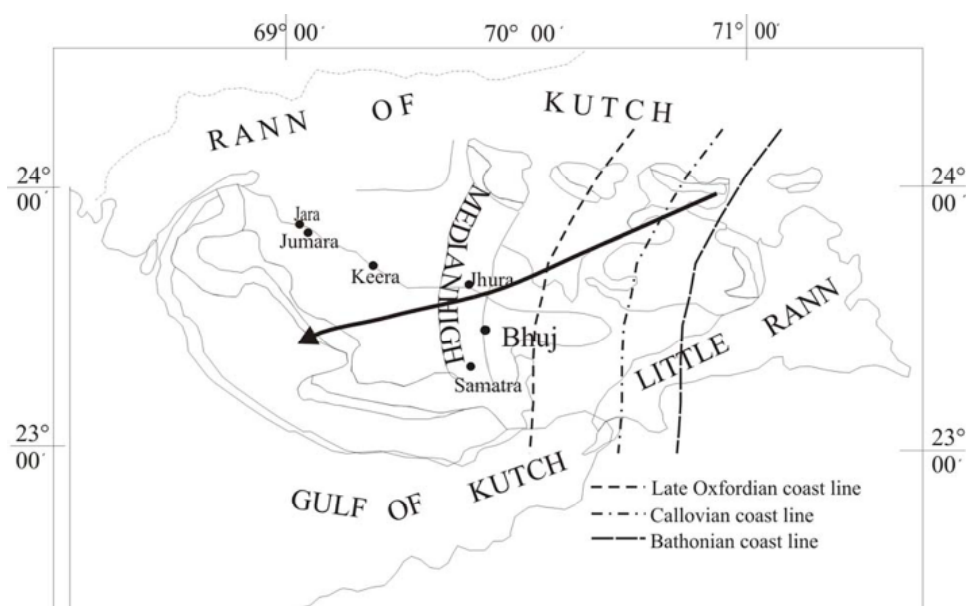 69° 00´
70° 00´
71° 00´
RANN OF KUTCH
24° 00´
24° 00´
Jara
Jumara
Keera
MEDIAN HIGH
Jhura
Bhuj
Samatra
LITTLE RANN
23° 00´
23° 00´
GULF OF KUTCH
Late Oxfordian coast line
Callovian coast line
Bathonian coast line